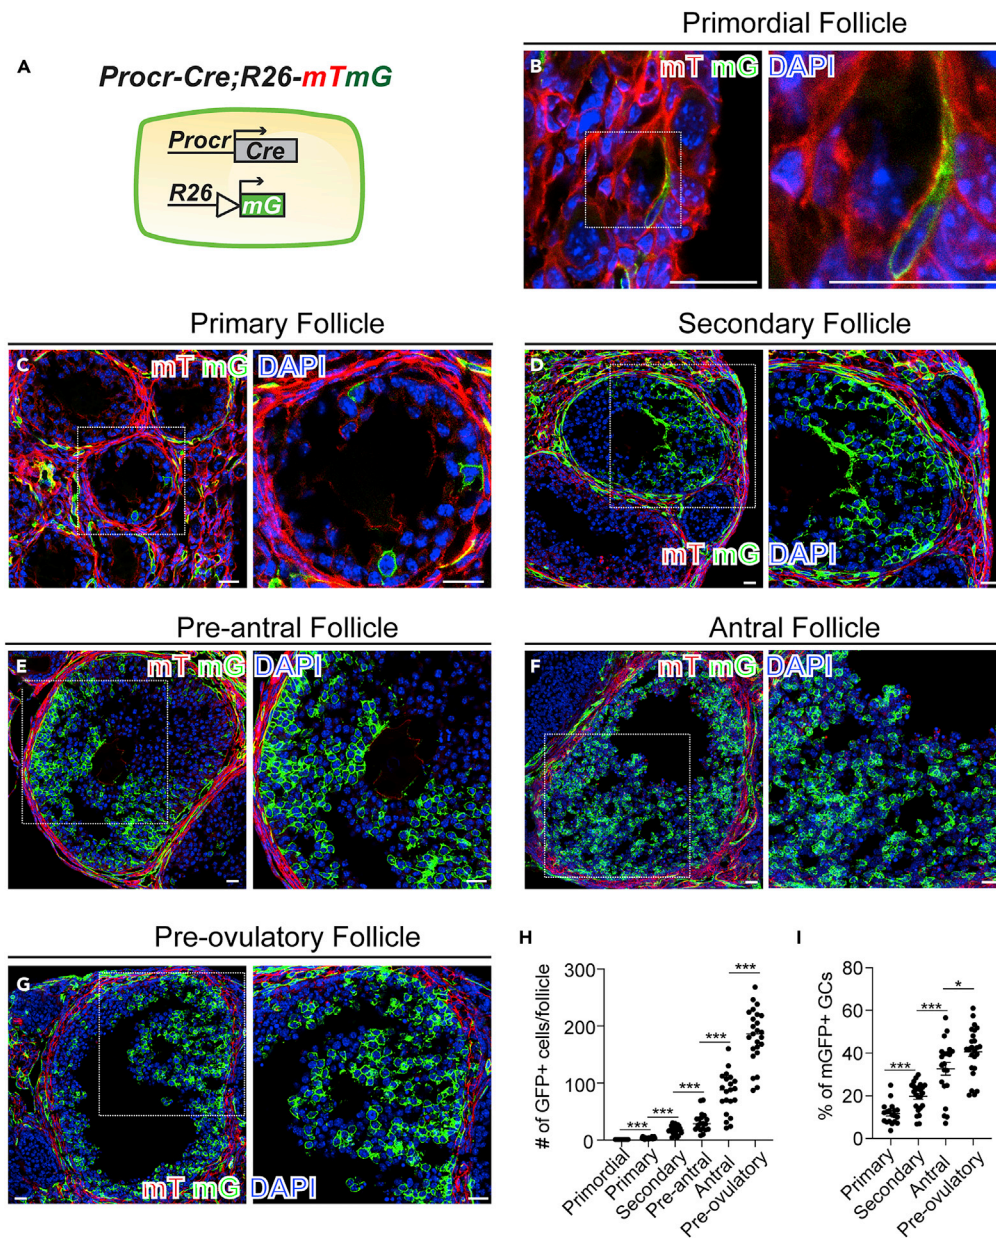 Primordial Follicle
A
Procr-Cre;R26-mTmG
Procr
Cre
R26
mG
B
mT mG DAPI
Primary Follicle
Secondary Follicle
C
mT mG DAPI
D
mT mG DAPI
Pre-antral Follicle
Antral Follicle
E
mT mG DAPI
F
mT mG DAPI
Pre-ovulatory Follicle
G
mT mG DAPI
H
# of GFP+ cells/follicle
300
200
100
0
***
***
***
***
***
Primordial
Primary
Secondary
Pre-antral
Antral
Pre-ovulatory
I
% of mGFP+ GCs
80
60
40
20
0
***
***
*
Primary
Secondary
Antral
Pre-ovulatory